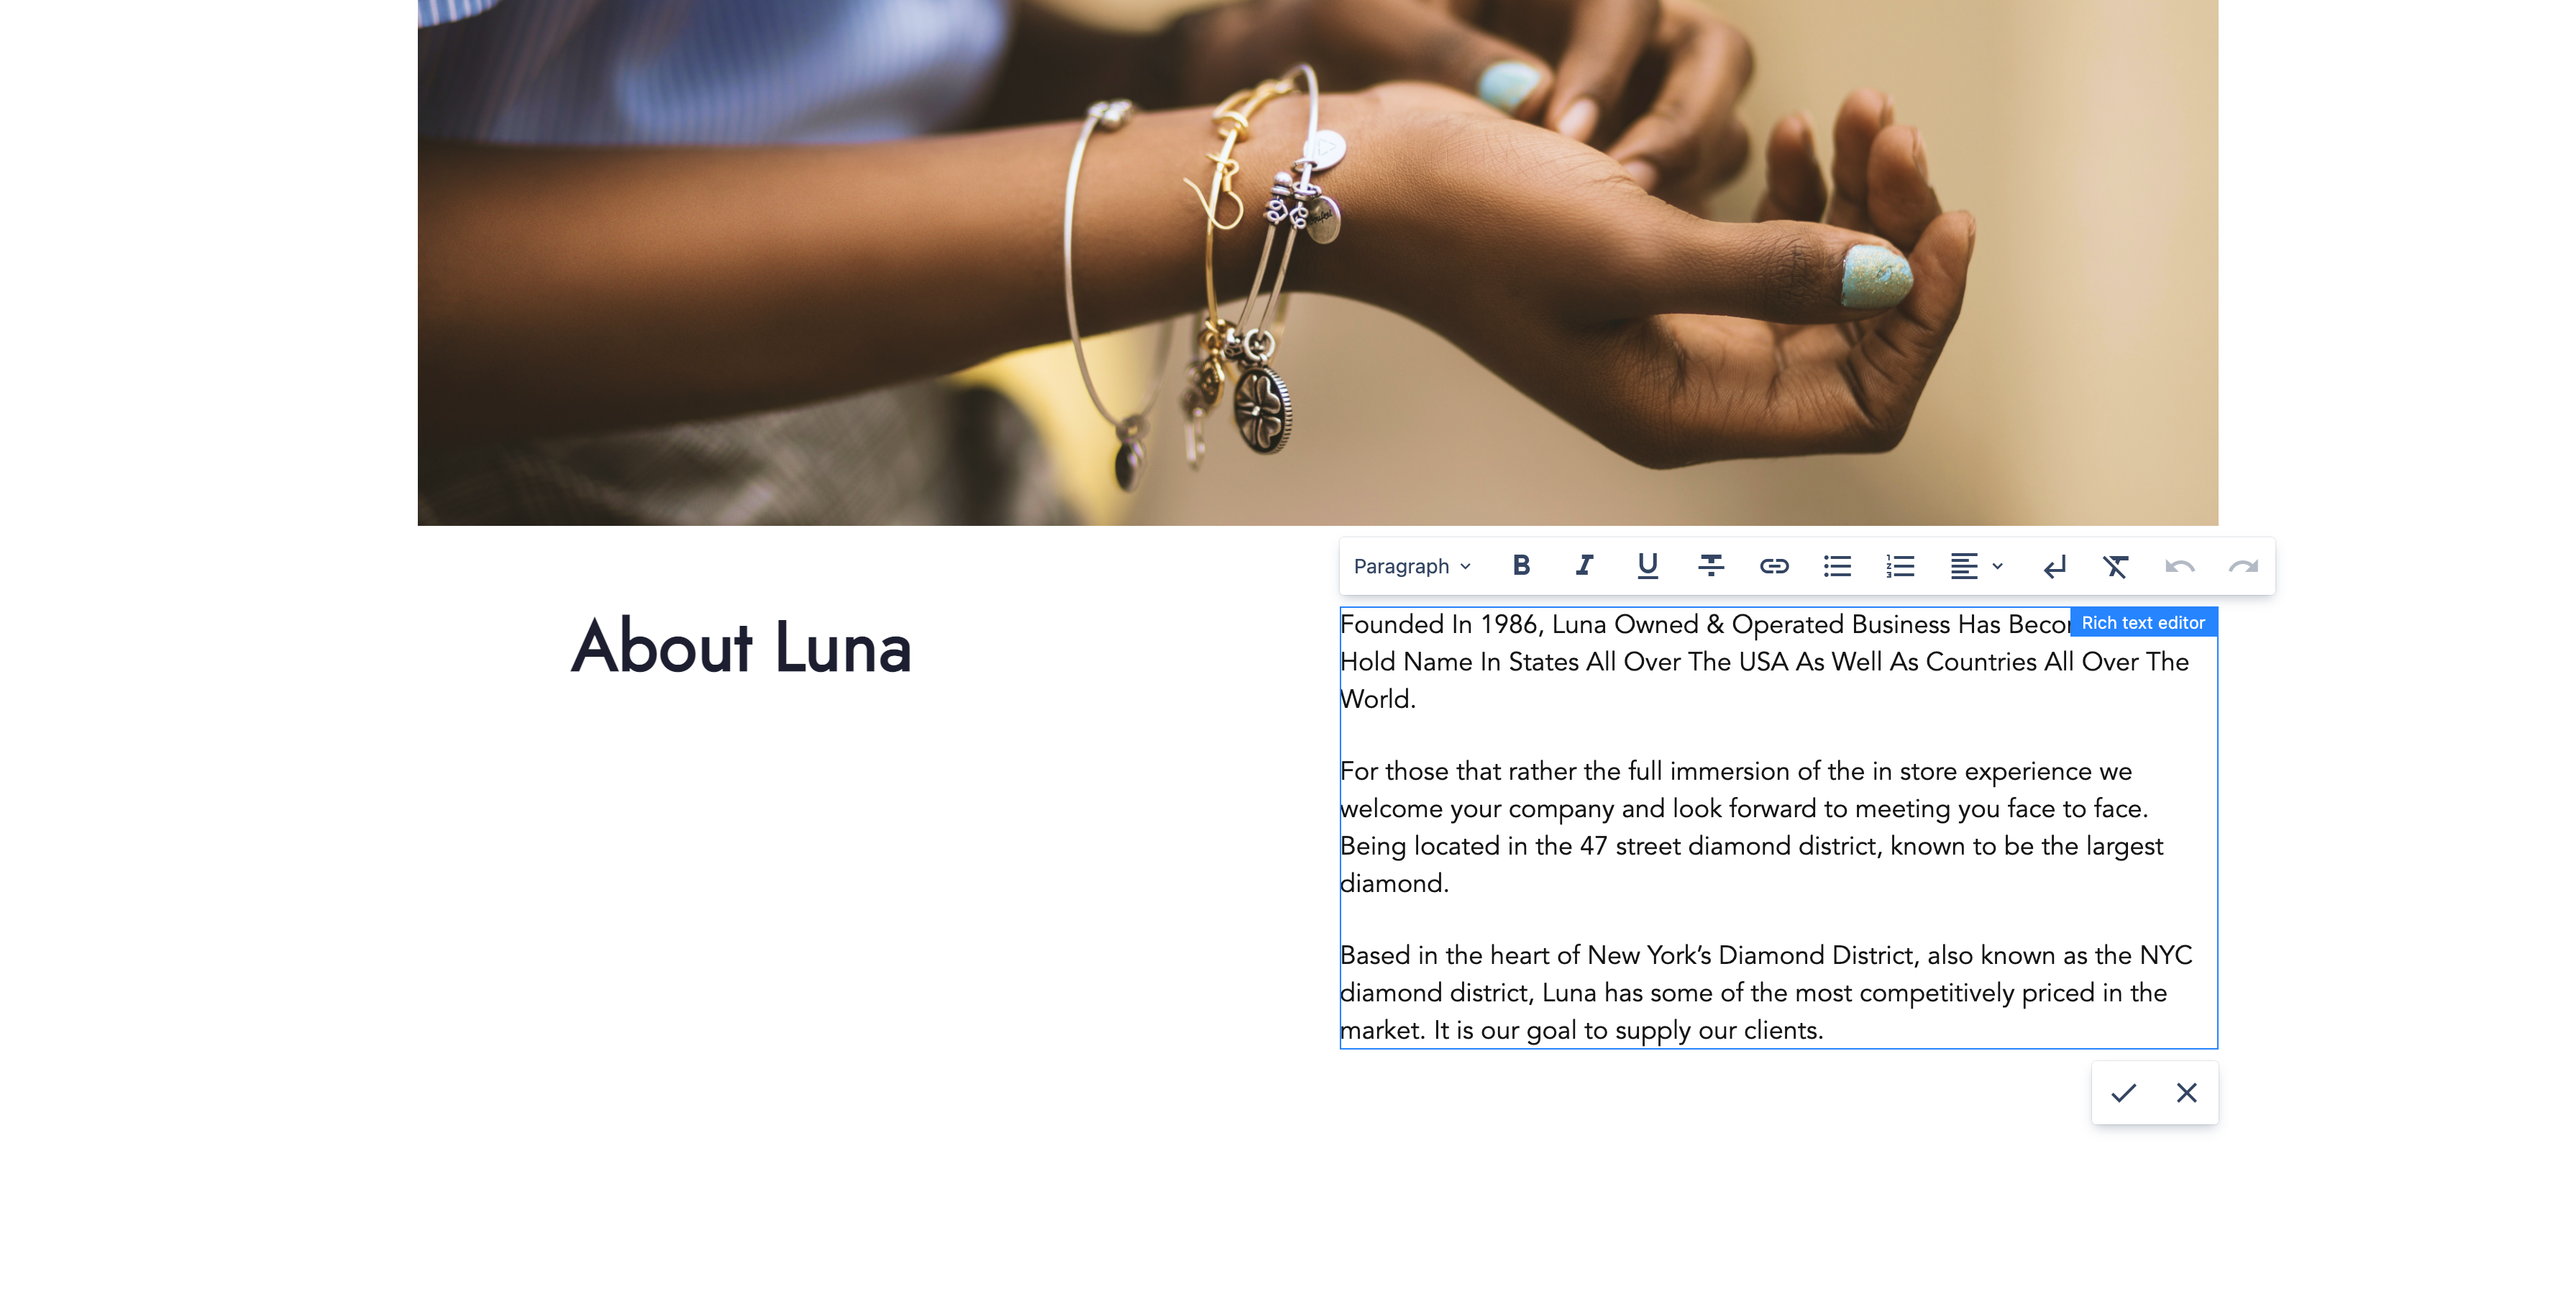 Paragraph
About Luna
Rich text editor
Founded In 1986, Luna Owned & Operated Business Has
Hold Name In States All Over The USA As Well As Countries All Over The
World.
For those that rather the full immersion of the in store experience we
welcome your company and look forward to meeting you face to face.
Being located in the 47 street diamond district, known to be the largest
diamond.
Based in the heart of New York’s Diamond District, also known as the NYC
diamond district, Luna has some of the most competitively priced in the
market. It is our goal to supply our clients.